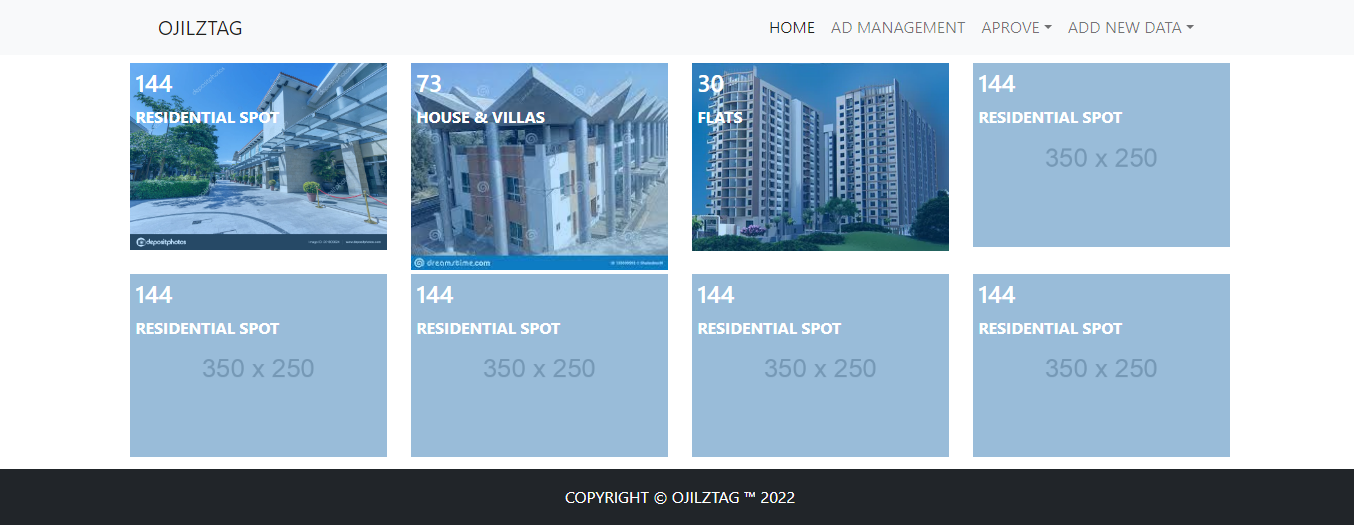 OJILZTAG
HOME AD MANAGEMENT APROVE ADD NEW DATA
144
RESIDENTIAL SPOT
depositphotos
73
HOUSE & VILLAS
dreamstime.com
30
FLATS
144
RESIDENTIAL SPOT
350 x 250
144
RESIDENTIAL SPOT
350 x 250
144
RESIDENTIAL SPOT
350 x 250
144
RESIDENTIAL SPOT
350 x 250
144
RESIDENTIAL SPOT
350 x 250
COPYRIGHT © OJILZTAG ™ 2022